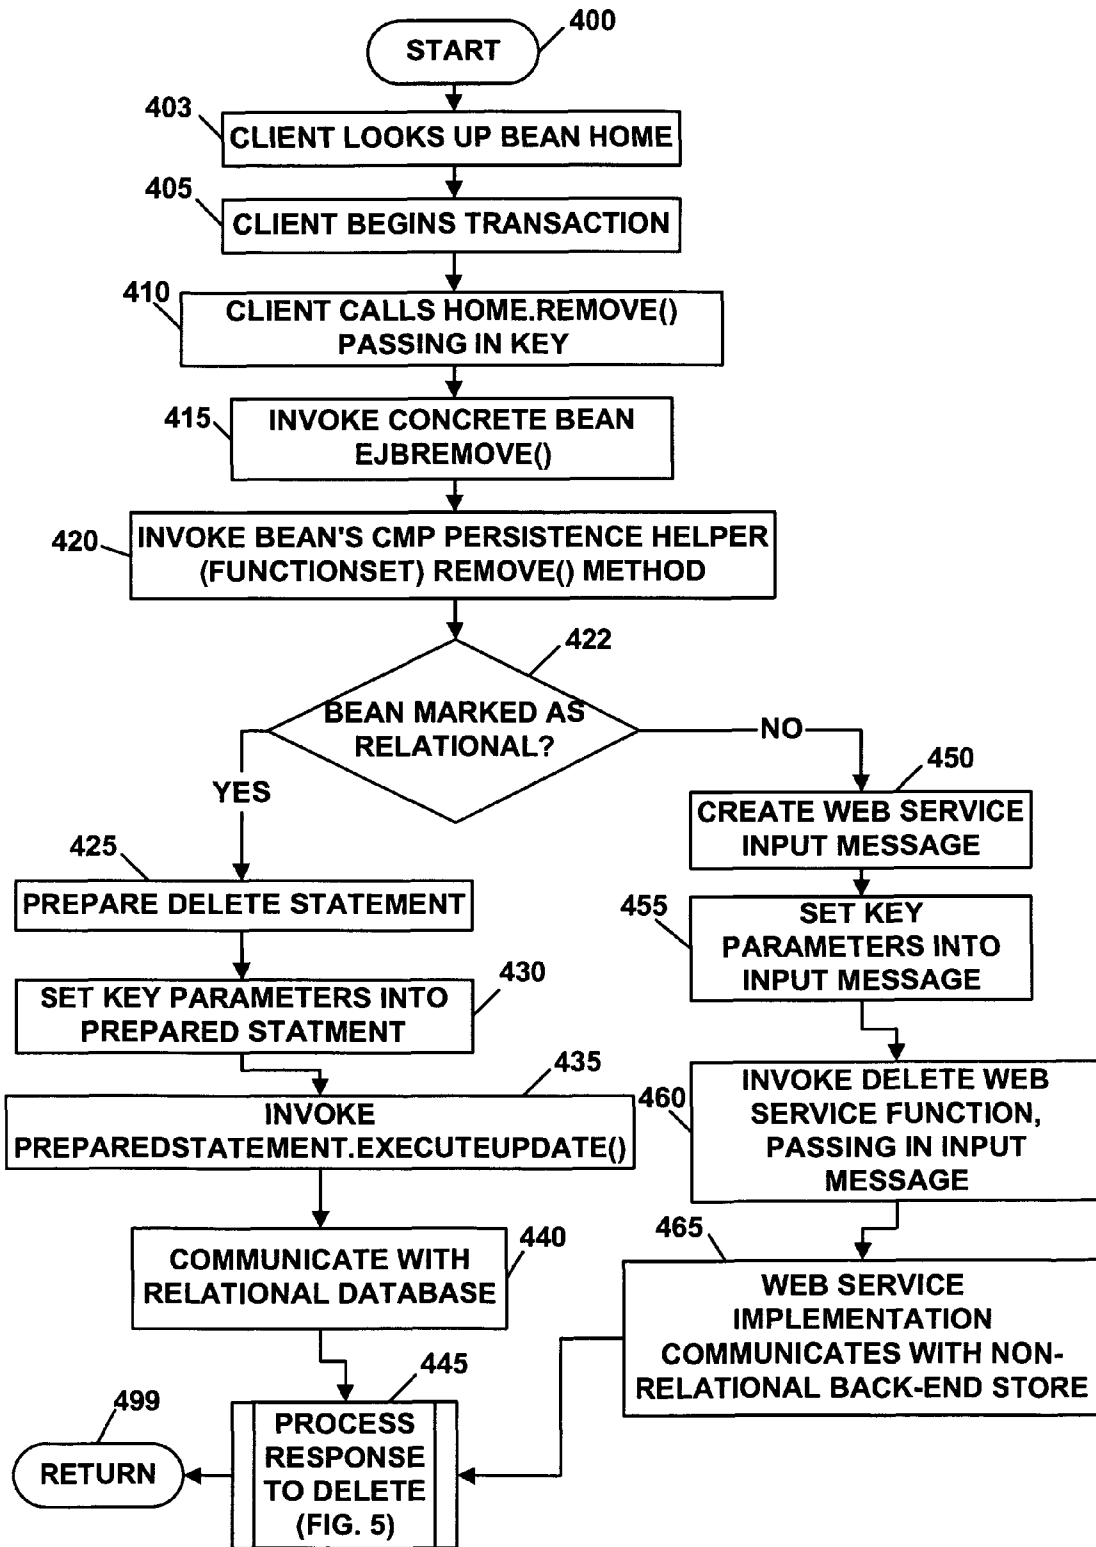 400
START
403
CLIENT LOOKS UP BEAN HOME
405
CLIENT BEGINS TRANSACTION
410
CLIENT CALLS HOME.REMOVE()
PASSING IN KEY
415
INVOKE CONCRETE BEAN
EJBREMOVE()
420
INVOKE BEAN'S CMP PERSISTENCE HELPER
(FUNCTIONSET) REMOVE() METHOD
422
BEAN MARKED AS
RELATIONAL?
YES
NO
425
PREPARE DELETE STATEMENT
430
SET KEY PARAMETERS INTO
PREPARED STATMENT
435
INVOKE
PREPAREDSTATEMENT.EXECUTEUPDATE()
440
COMMUNICATE WITH
RELATIONAL DATABASE
450
CREATE WEB SERVICE
INPUT MESSAGE
455
SET KEY
PARAMETERS INTO
INPUT MESSAGE
460
INVOKE DELETE WEB
SERVICE FUNCTION,
PASSING IN INPUT
MESSAGE
465
WEB SERVICE
IMPLEMENTATION
COMMUNICATES WITH NON-
RELATIONAL BACK-END STORE
445
PROCESS
RESPONSE
TO DELETE
(FIG. 5)
499
RETURN